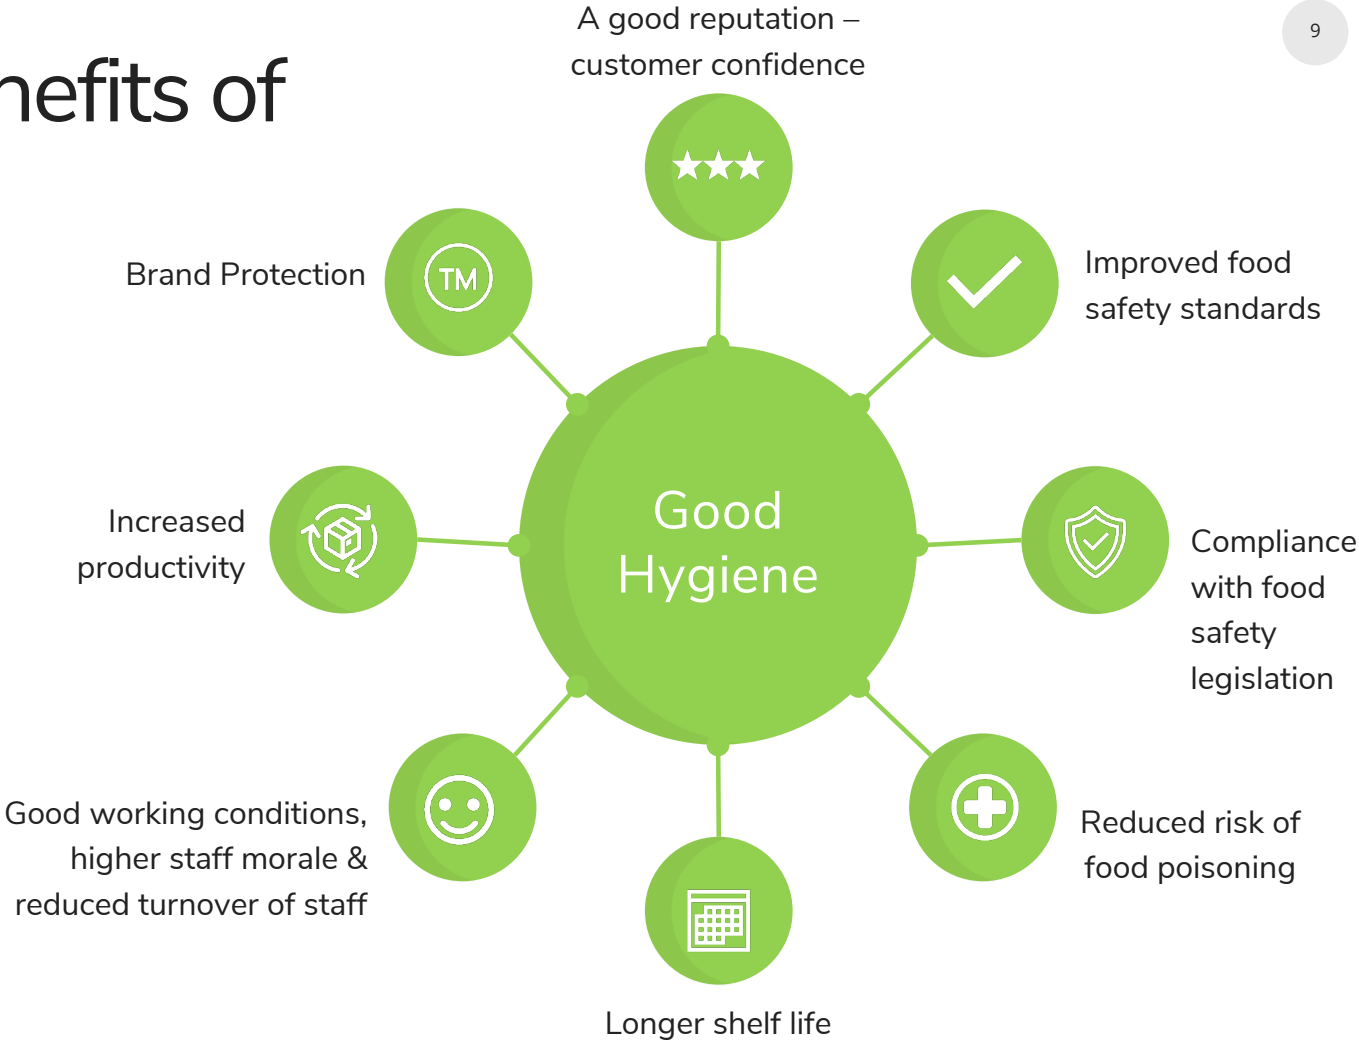 A good reputation –
customer confidence
9
nefits of
Brand Protection
TM
Improved food
safety standards
Increased
productivity
Good
Hygiene
Compliance
with food
safety
legislation
Good working conditions,
higher staff morale &
reduced turnover of staff
Reduced risk of
food poisoning
Longer shelf life